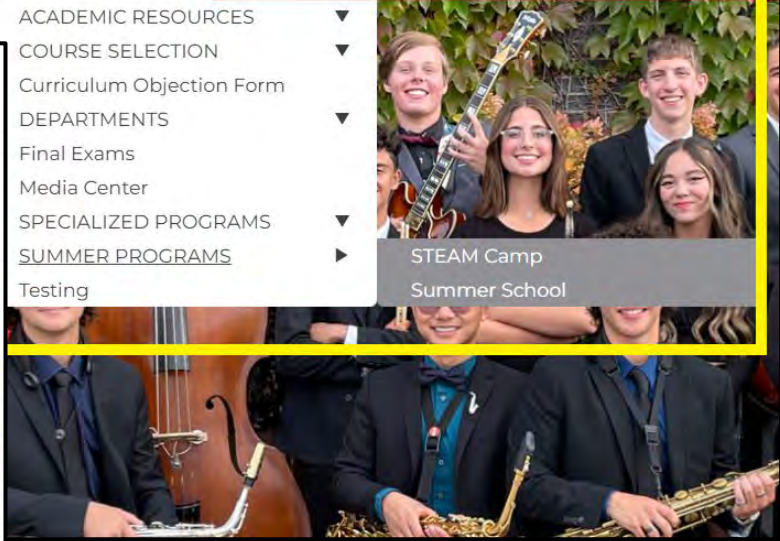 ACADEMIC RESOURCES ▼
COURSE SELECTION ▼
Curriculum Objection Form
DEPARTMENTS ▼
Final Exams
Media Center
SPECIALIZED PROGRAMS ▼
SUMMER PROGRAMS ▶ STEAM Camp
Testing Summer School